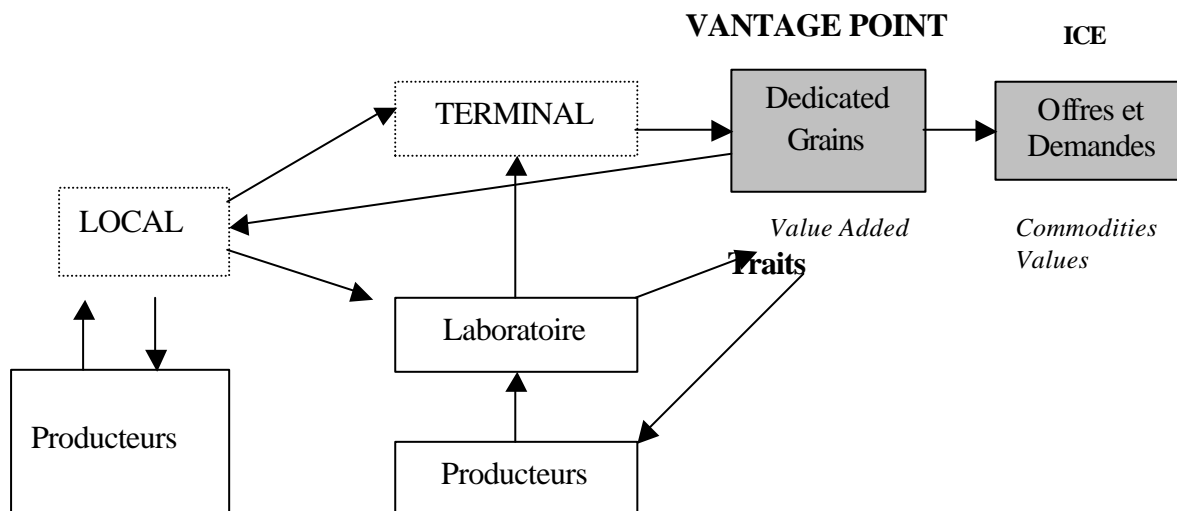 VANTAGE POINT
ICE
TERMINAL
Dedicated
Grains
Offres et
Demandes
LOCAL
Value Added
Commodities
Values
Traits
Laboratoire
Producteurs
Producteurs